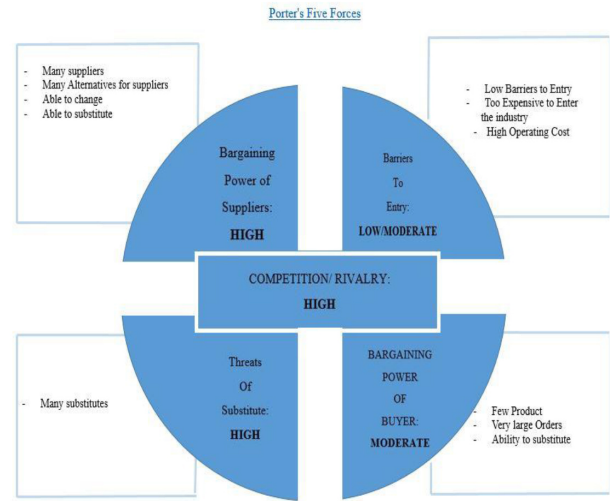 Porter's Five Forces
- Many suppliers
- Many Alternatives for suppliers
- Able to change
- Able to substitute
- Low Barriers to Entry
- Too Expensive to Enter
the industry
- High Operating Cost
Bargaining
Power of
Suppliers:
HIGH
Barriers
To
Entry:
LOW/MODERATE
COMPETITION/ RIVALRY:
HIGH
Threats
Of
Substitute:
HIGH
BARGAINING
POWER
OF
BUYER:
MODERATE
- Many substitutes
- Few Product
- Very large Orders
- Ability to substitute